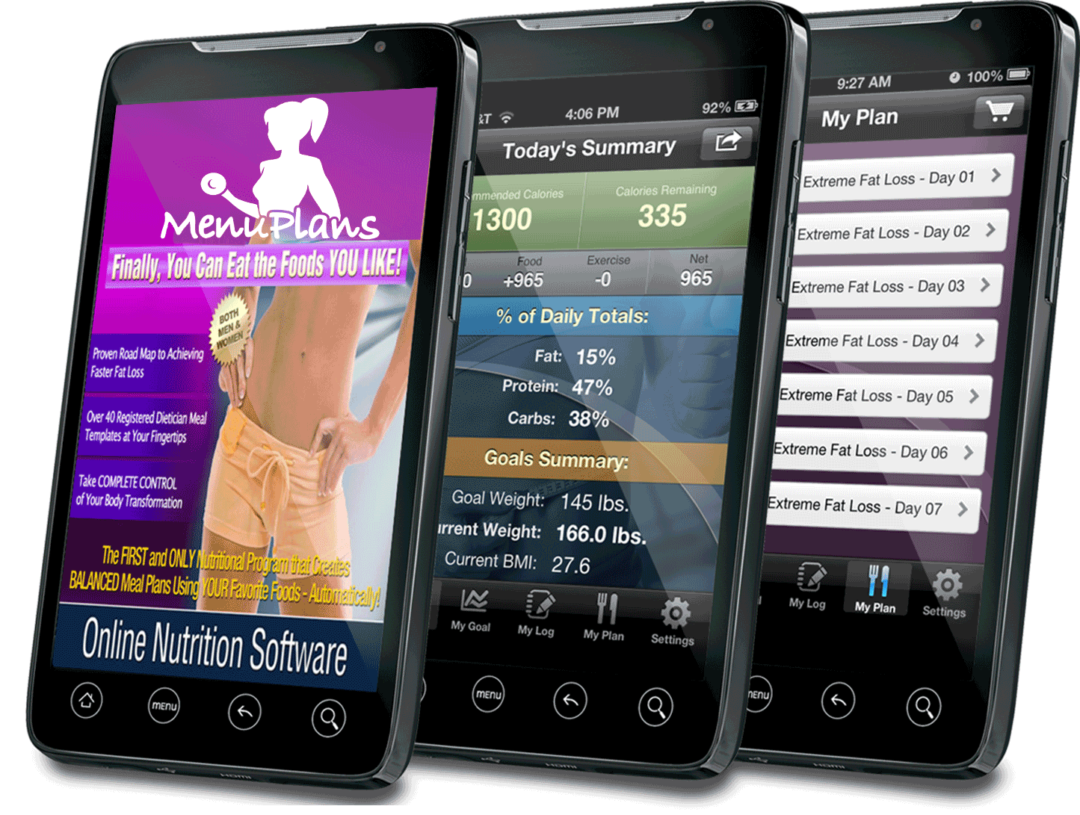 MenuPlans
Finally, You Can Eat the Foods YOU LIKE!
BOTH
MEN &
WOMEN
Proven Road Map to Achieving
Faster Fat Loss
Over 40 Registered Dietician Meal
Templates at Your Fingertips
Take COMPLETE CONTROL
of Your Body Transformation
The FIRST and ONLY Nutritional Program that Creates
BALANCED Meal Plans Using YOUR Favorite Foods - Automatically!
Online Nutrition Software
menu
HDMI
4:06 PM
92%
Today's Summary
Calories Calories Remaining
1300 335
Food Exercise Net
0 +965 -0 965
% of Daily Totals:
Fat: 15%
Protein: 47%
Carbs: 38%
Goals Summary:
Goal Weight: 145 lbs.
Weight: 166.0 lbs.
Current BMI: 27.6
My Goal My Log My Plan Settings
menu
HDMI
9:27 AM 100%
My Plan
Extreme Fat Loss - Day 01
Extreme Fat Loss - Day 02
Extreme Fat Loss - Day 03
Extreme Fat Loss - Day 04
Extreme Fat Loss - Day 05
Extreme Fat Loss - Day 06
Extreme Fat Loss - Day 07
My Log My Plan Settings
HDMI